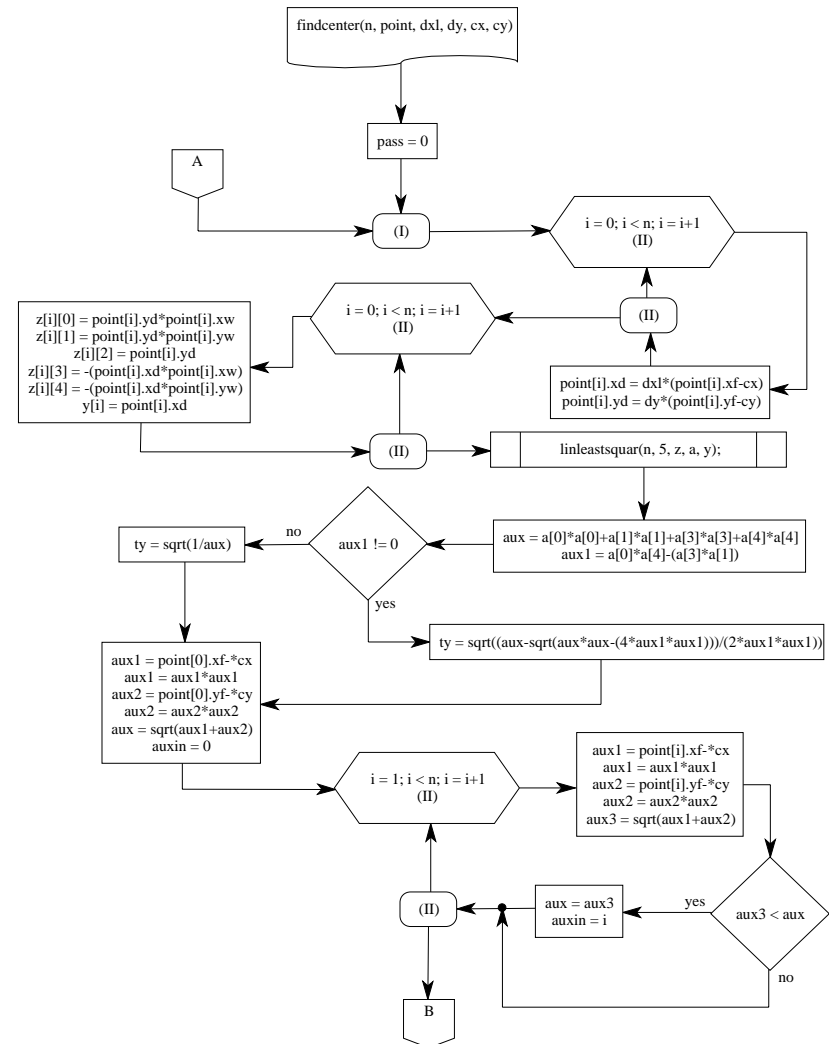 findcenter(n, point, dxl, dy, cx, cy)
pass = 0
A
(I)
i = 0; i < n; i = i+1
(II)
(II)
point[i].xd = dxl*(point[i].xf-cx)
point[i].yd = dy*(point[i].yf-cy)
i = 0; i < n; i = i+1
(II)
z[i][0] = point[i].yd*point[i].xw
z[i][1] = point[i].yd*point[i].yw
z[i][2] = point[i].yd
z[i][3] = -(point[i].xd*point[i].xw)
z[i][4] = -(point[i].xd*point[i].yw)
y[i] = point[i].xd
(II)
linleastsquar(n, 5, z, a, y);
aux = a[0]*a[0]+a[1]*a[1]+a[3]*a[3]+a[4]*a[4]
aux1 = a[0]*a[4]-(a[3]*a[1])
aux1 != 0
no
ty = sqrt(1/aux)
yes
ty = sqrt((aux-sqrt(aux*aux-(4*aux1*aux1)))/(2*aux1*aux1))
aux1 = point[0].xf-*cx
aux1 = aux1*aux1
aux2 = point[0].yf-*cy
aux2 = aux2*aux2
aux = sqrt(aux1+aux2)
auxin = 0
i = 1; i < n; i = i+1
(II)
aux1 = point[i].xf-*cx
aux1 = aux1*aux1
aux2 = point[i].yf-*cy
aux2 = aux2*aux2
aux3 = sqrt(aux1+aux2)
aux3 < aux
yes
aux = aux3
auxin = i
no
(II)
B